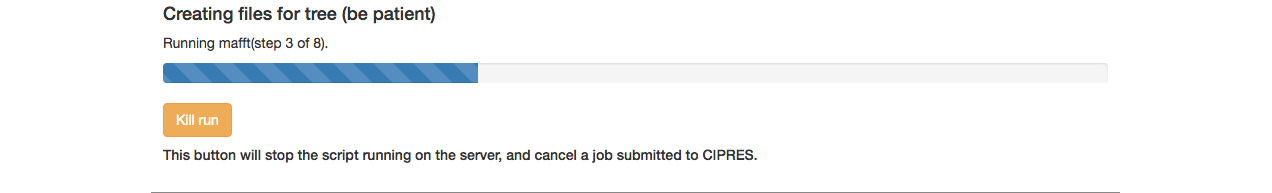 Creating files for tree (be patient)
Running mafft(step 3 of 8).
Kill run
This button will stop the script running on the server, and cancel a job submitted to CIPRES.